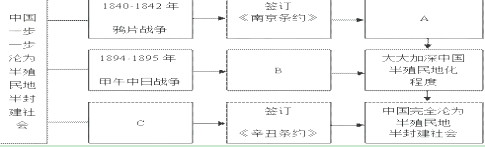 中国
一步
一步
沦为
半殖
民地
半封
建社
会
1840-1842 年
鸦片战争
签订
《南京条约》
A
1894-1895 年
甲午中日战争
B
大大加深中国
半殖民地化
程度
C
签订
《辛丑条约》
中国完全沦为
半殖民地
半封建社会